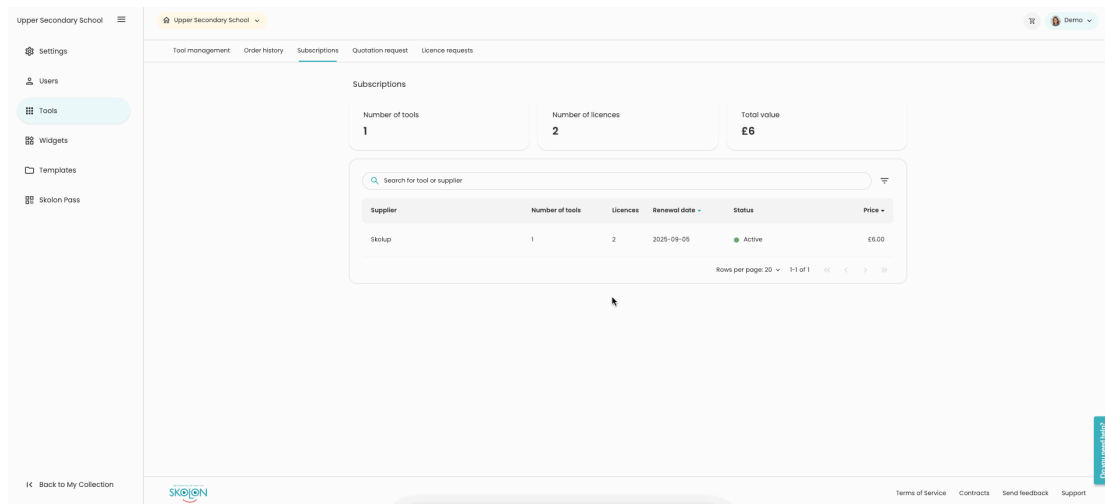 Upper Secondary School
Upper Secondary School
Demo
Settings
Users
Tools
Widgets
Templates
Skolon Pass
Back to My Collection
Tool management Order history Subscriptions Quotation request Licence requests
Subscriptions
Number of tools
1
Number of licences
2
Total value
£6
Search for tool or supplier
Supplier Number of tools Licences Renewal date Status Price
Skolup 1 2 2025-09-05 Active £6.00
Rows per page: 20 1-1 of 1
Do you need help?
SKOLON
Terms of Service Contracts Send feedback Support